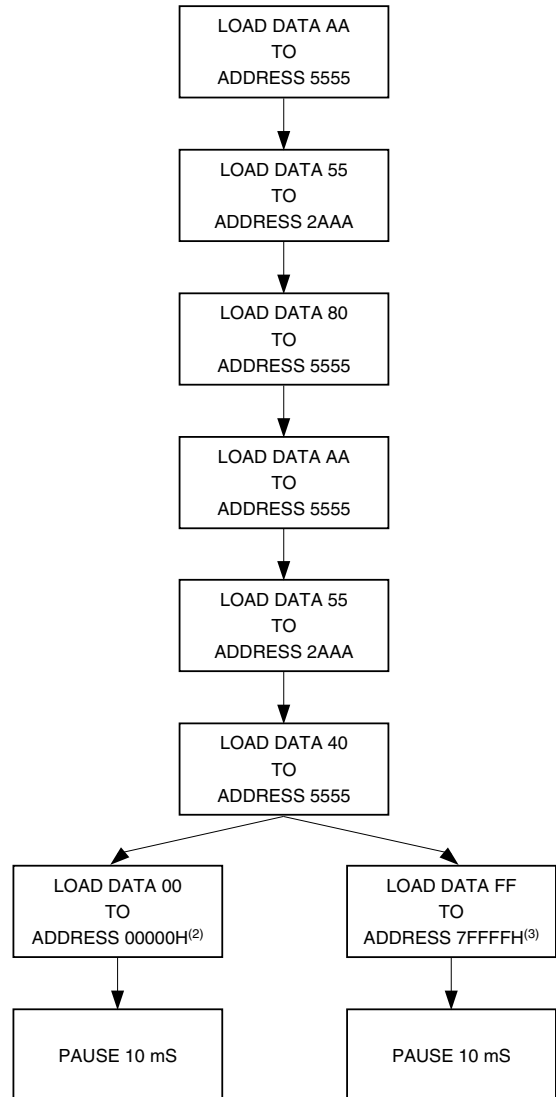 LOAD DATA AA
TO
ADDRESS 5555
LOAD DATA 55
TO
ADDRESS 2AAA
LOAD DATA 80
TO
ADDRESS 5555
LOAD DATA AA
TO
ADDRESS 5555
LOAD DATA 55
TO
ADDRESS 2AAA
LOAD DATA 40
TO
ADDRESS 5555
LOAD DATA 00
TO
ADDRESS 00000H(2)
LOAD DATA FF
TO
ADDRESS 7FFFFH(3)
PAUSE 10 mS
PAUSE 10 mS